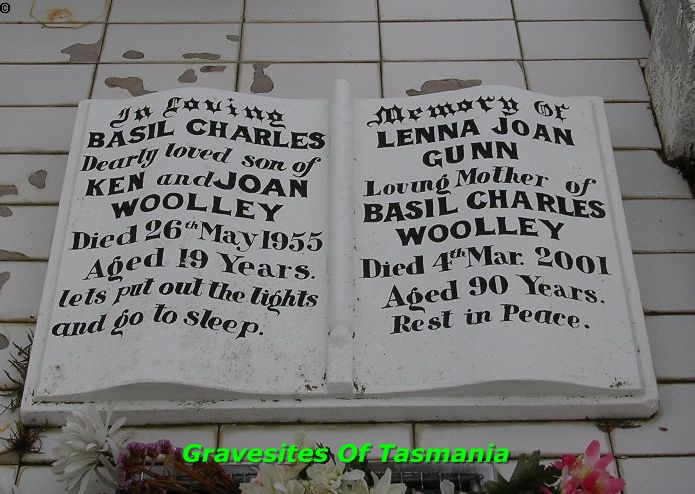 ©
In Loving
BASIL CHARLES
Dearly loved son of
KEN and JOAN
WOOLLEY
Died 26th May 1955
Aged 19 Years.
lets put out the lights
and go to sleep.
Memory Of
LENNA JOAN
GUNN
Loving Mother of
BASIL CHARLES
WOOLLEY
Died 4th Mar. 2001
Aged 90 Years.
Rest in Peace.
Gravesites Of Tasmania